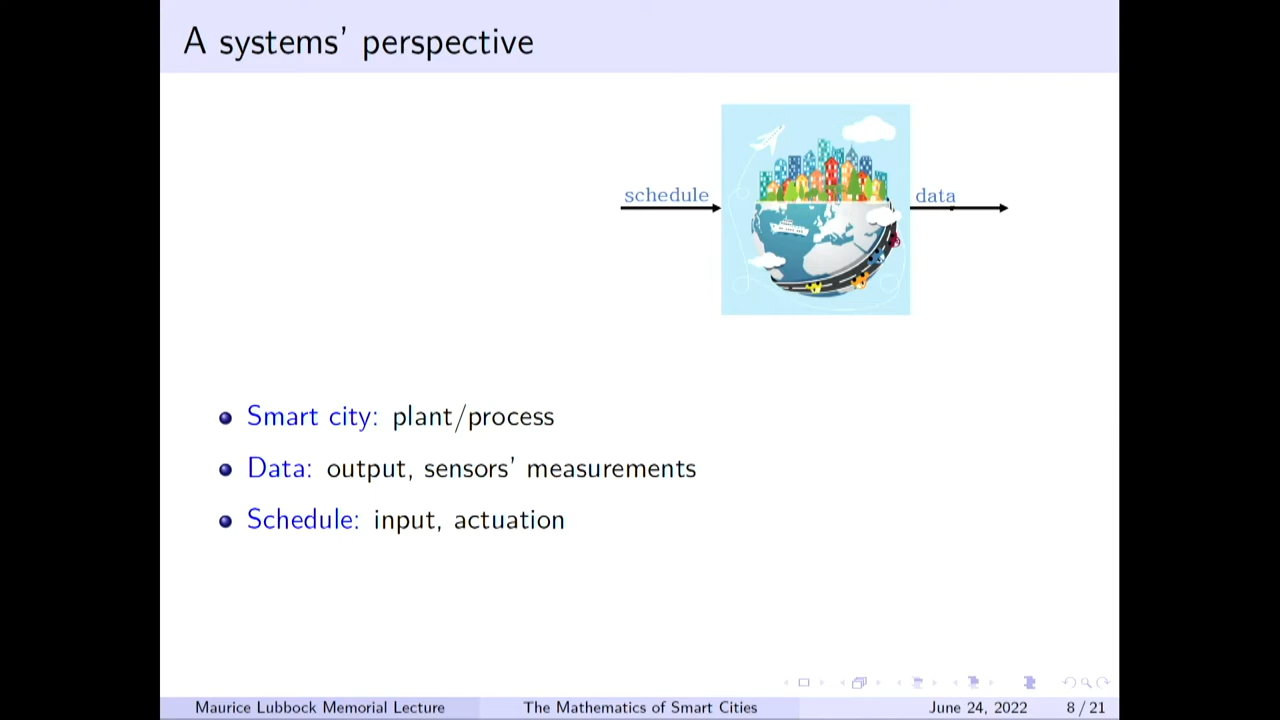 A systems' perspective
schedule
data
Smart city: plant/process
Data: output, sensors' measurements
Schedule: input, actuation
Maurice Lubbock Memorial Lecture
The Mathematics of Smart Cities
June 24, 2022
8 / 21